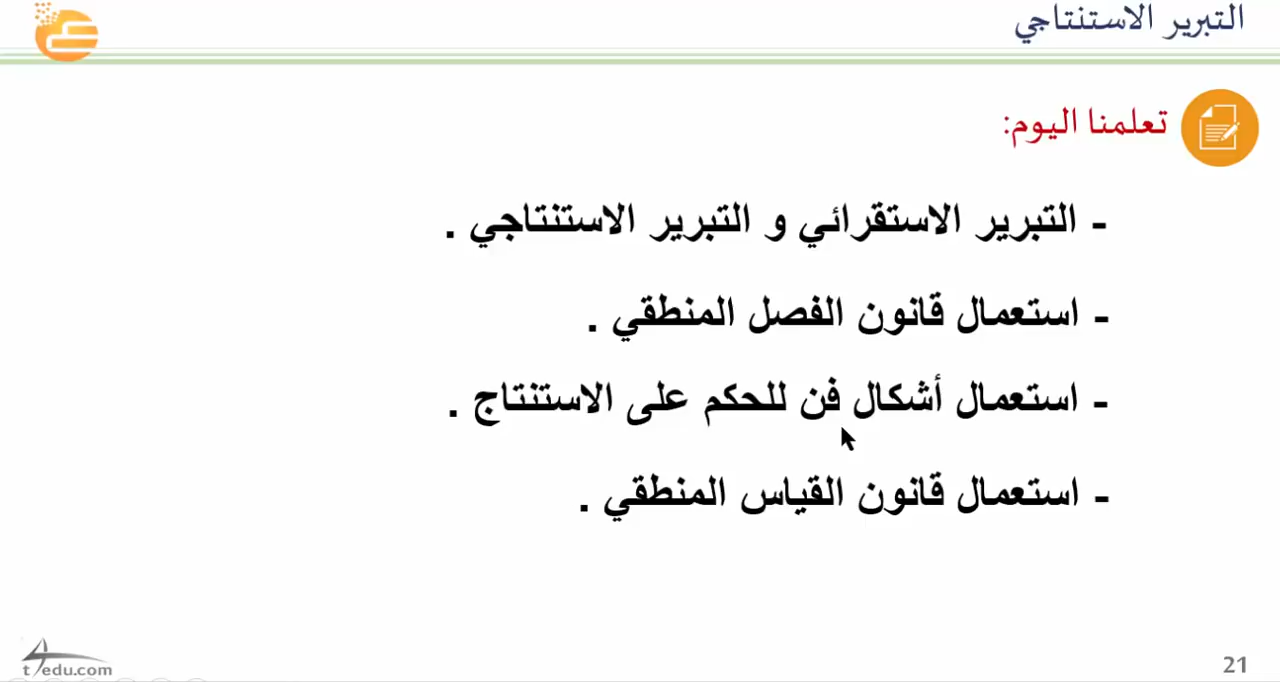 التبرير الاستنتاجي
تعلمنا اليوم:
- التبرير الاستقرائي و التبرير الاستنتاجي .
- استعمال قانون الفصل المنطقي .
- استعمال أشكال فن للحكم على الاستنتاج .
- استعمال قانون القياس المنطقي .
t4edu.com
21